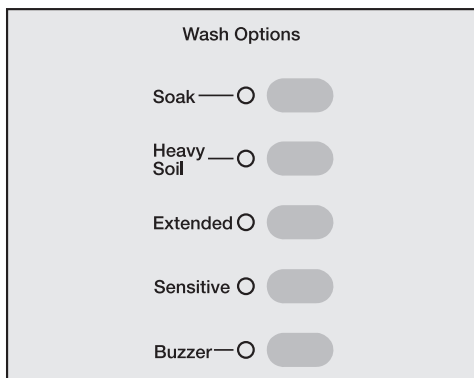 Wash Options
Soak
Heavy
Soil
Extended
Sensitive
Buzzer